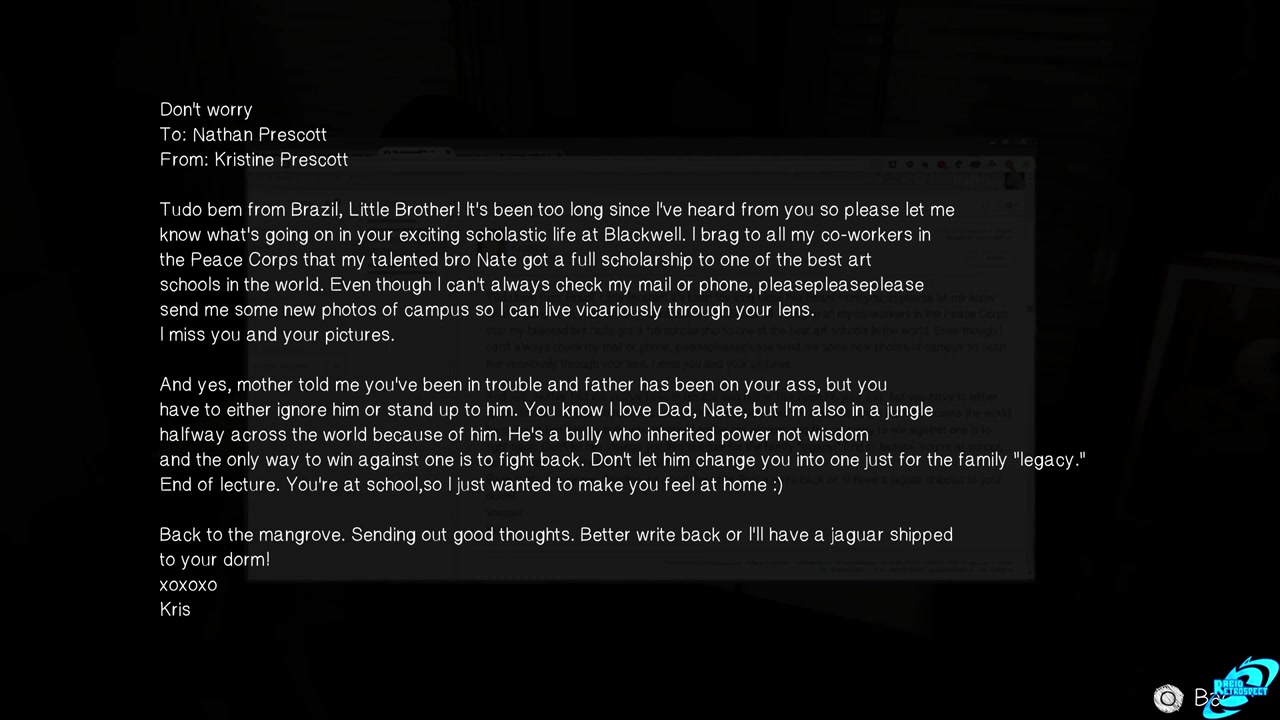 Don't worry
To: Nathan Prescott
From: Kristine Prescott
Tudo bem from Brazil, Little Brother! It's been too long since I've heard from you so please let me
know what's going on in your exciting scholastic life at Blackwell. I brag to all my co-workers in
the Peace Corps that my talented bro Nate got a full scholarship to one of the best art
schools in the world. Even though I can't always check my mail or phone, pleasepleaseplease
send me some new photos of campus so I can live vicariously through your lens.
I miss you and your pictures.
And yes, mother told me you've been in trouble and father has been on your ass, but you
have to either ignore him or stand up to him. You know I love Dad, Nate, but I'm also in a jungle
halfway across the world because of him. He's a bully who inherited power not wisdom
and the only way to win against one is to fight back. Don't let him change you into one just for the family "legacy."
End of lecture. You're at school,so I just wanted to make you feel at home :)
Back to the mangrove. Sending out good thoughts. Better write back or I'll have a jaguar shipped
to your dorm!
xoxoxo
Kris
RETROSPECT